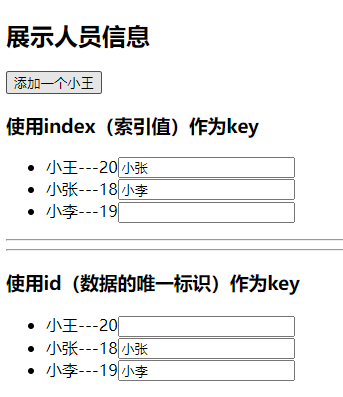 展示人员信息
添加一个小王
使用index（索引值）作为key
小王---20 小张
小张---18 小李
小李---19
使用id（数据的唯一标识）作为key
小王---20
小张---18 小张
小李---19 小李